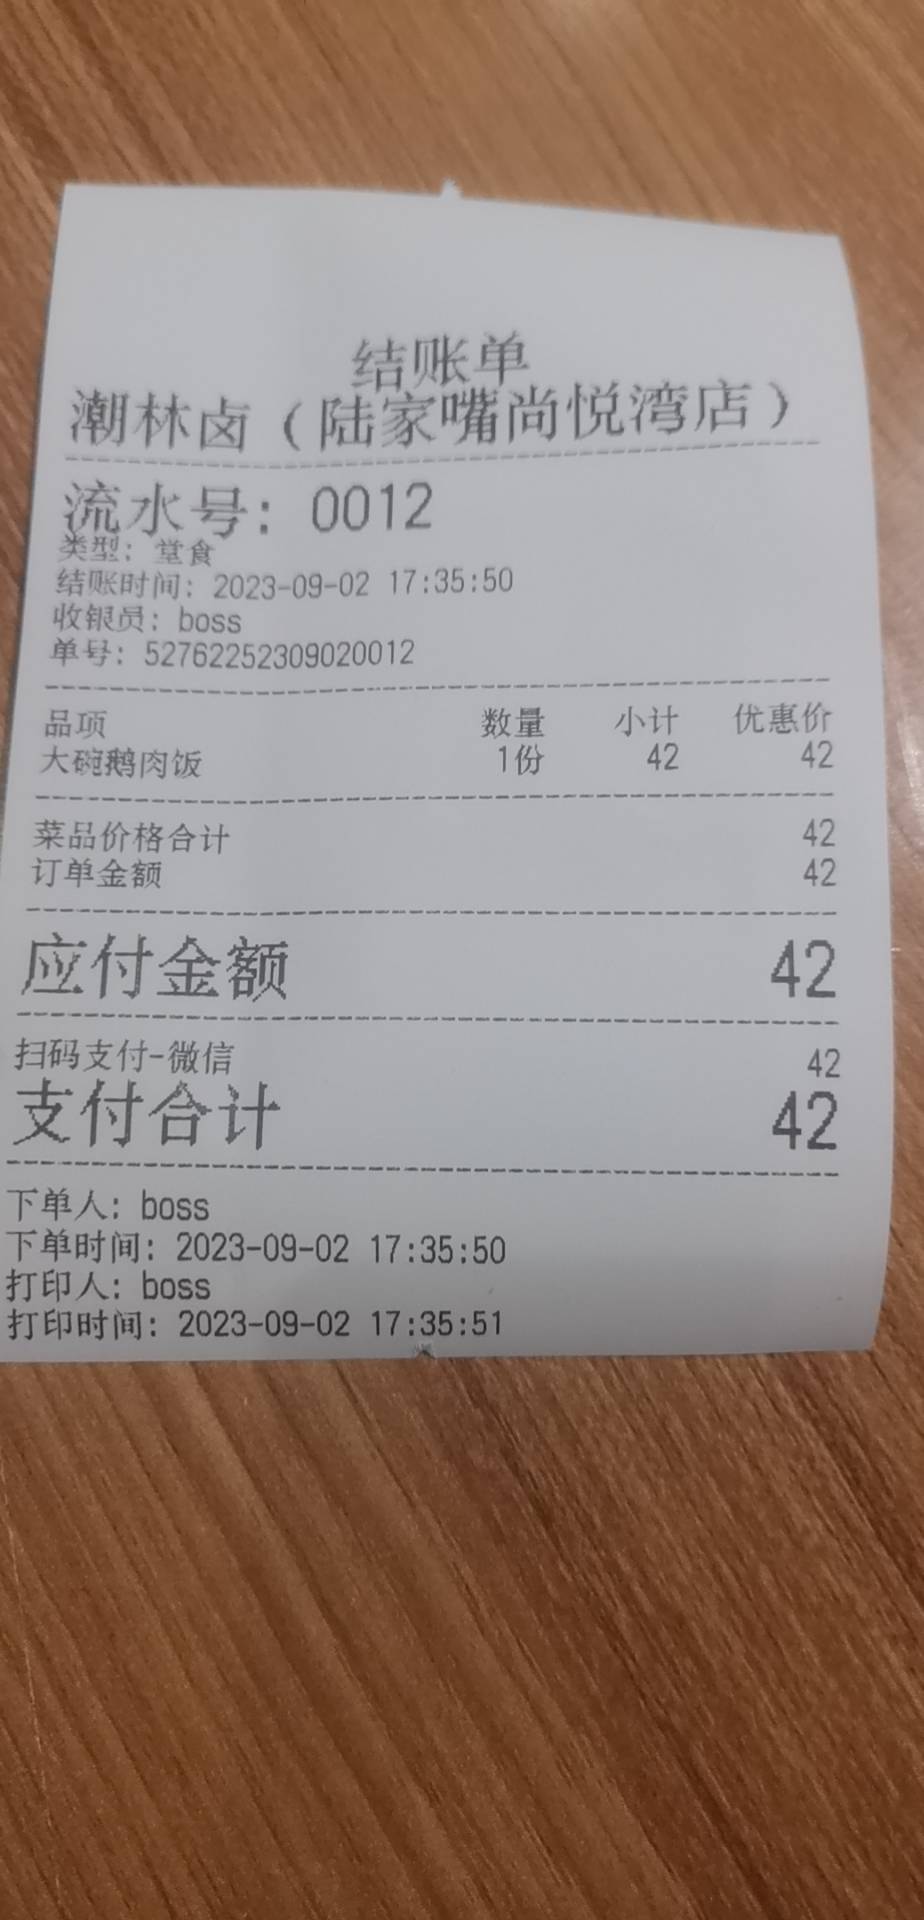 结账单
潮林卤（陆家嘴尚悦湾店）
流水号：0012
类型：堂食
结账时间：2023-09-02 17:35:50
收银员：boss
单号：52762252309020012
品项 数量 小计 优惠价
大碗鹅肉饭 1份 42 42
菜品价格合计 42
订单金额 42
应付金额 42
扫码支付-微信 42
支付合计 42
下单人：boss
下单时间：2023-09-02 17:35:50
打印人：boss
打印时间：2023-09-02 17:35:51